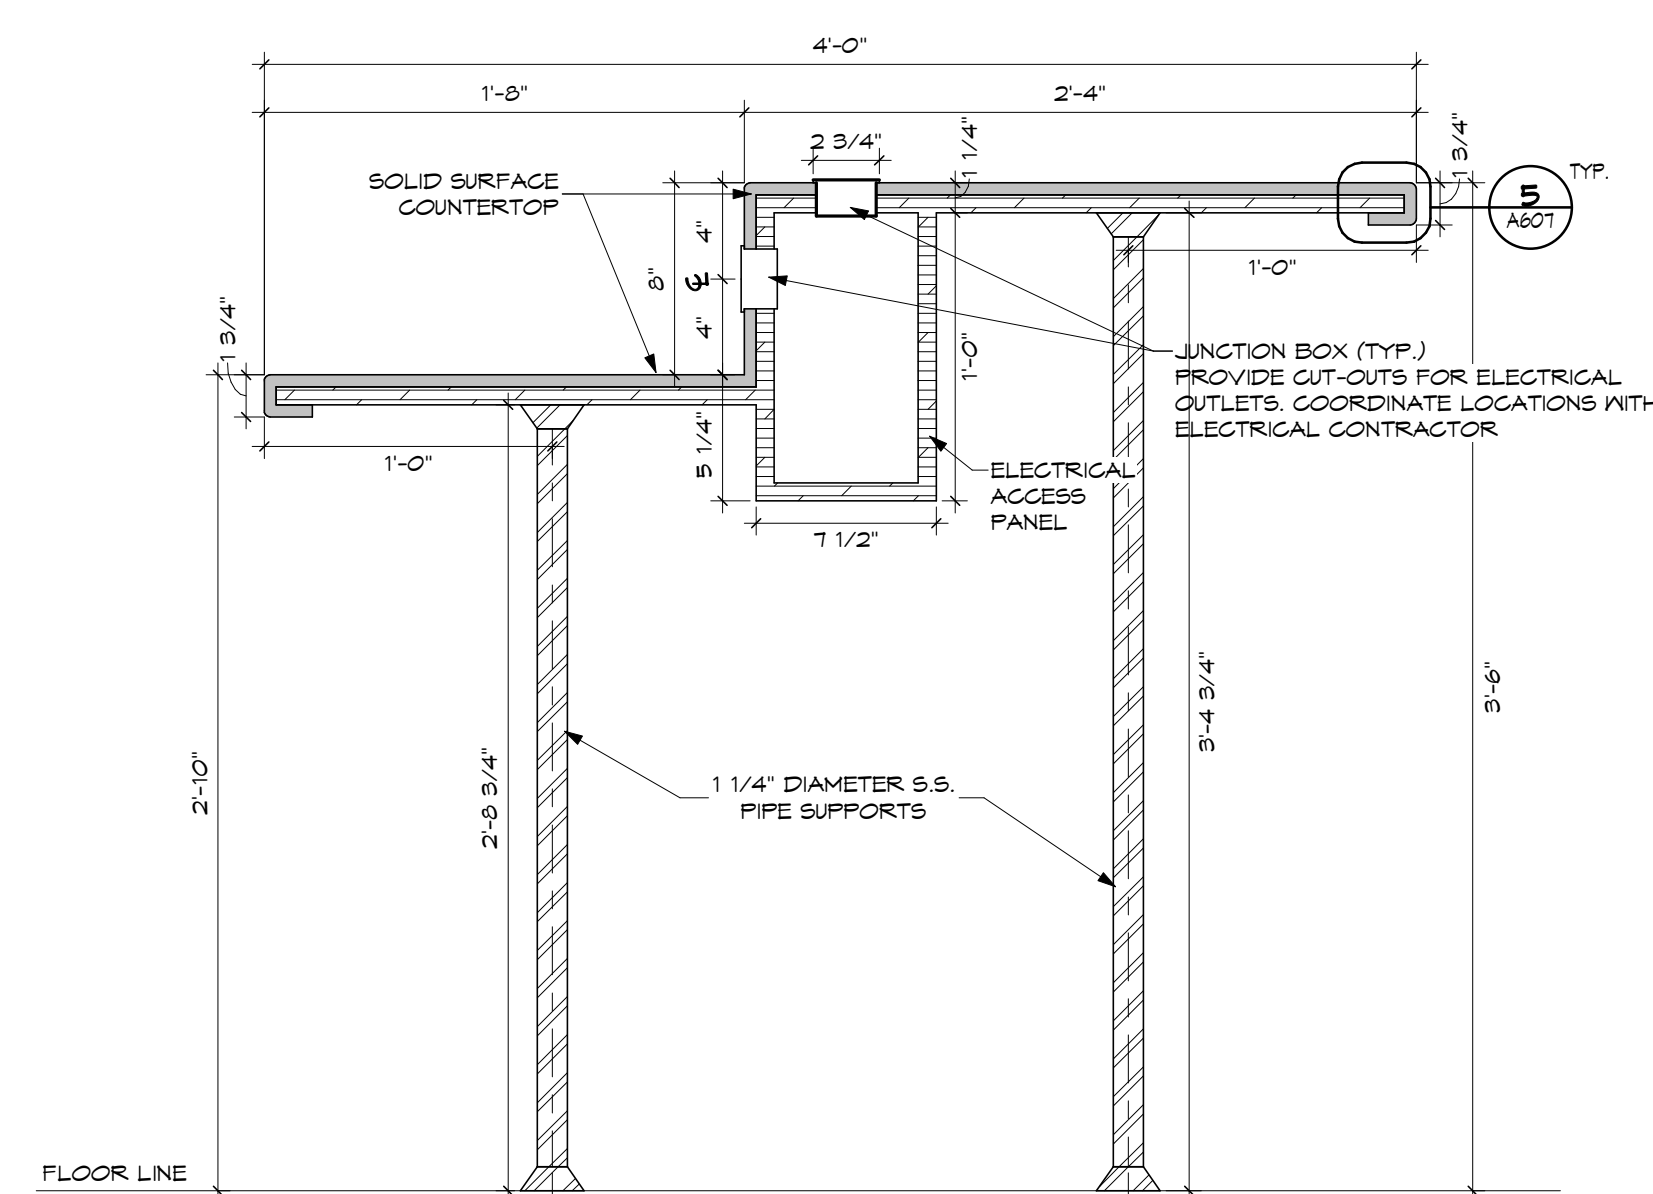 4'-0"
1'-8"
2'-4"
2 3/4"
1 1/4"
1 3/4"
TYP.
5
A607
SOLID SURFACE
COUNTERTOP
4"
8"
℄
4"
1'-0"
1 3/4"
1'-0"
JUNCTION BOX (TYP.)
PROVIDE CUT-OUTS FOR ELECTRICAL
OUTLETS. COORDINATE LOCATIONS WITH
ELECTRICAL CONTRACTOR
1'-0"
5 1/4"
ELECTRICAL
ACCESS
PANEL
7 1/2"
3'-4 3/4"
3'-6"
2'-10"
2'-8 3/4"
1 1/4" DIAMETER S.S.
PIPE SUPPORTS
FLOOR LINE